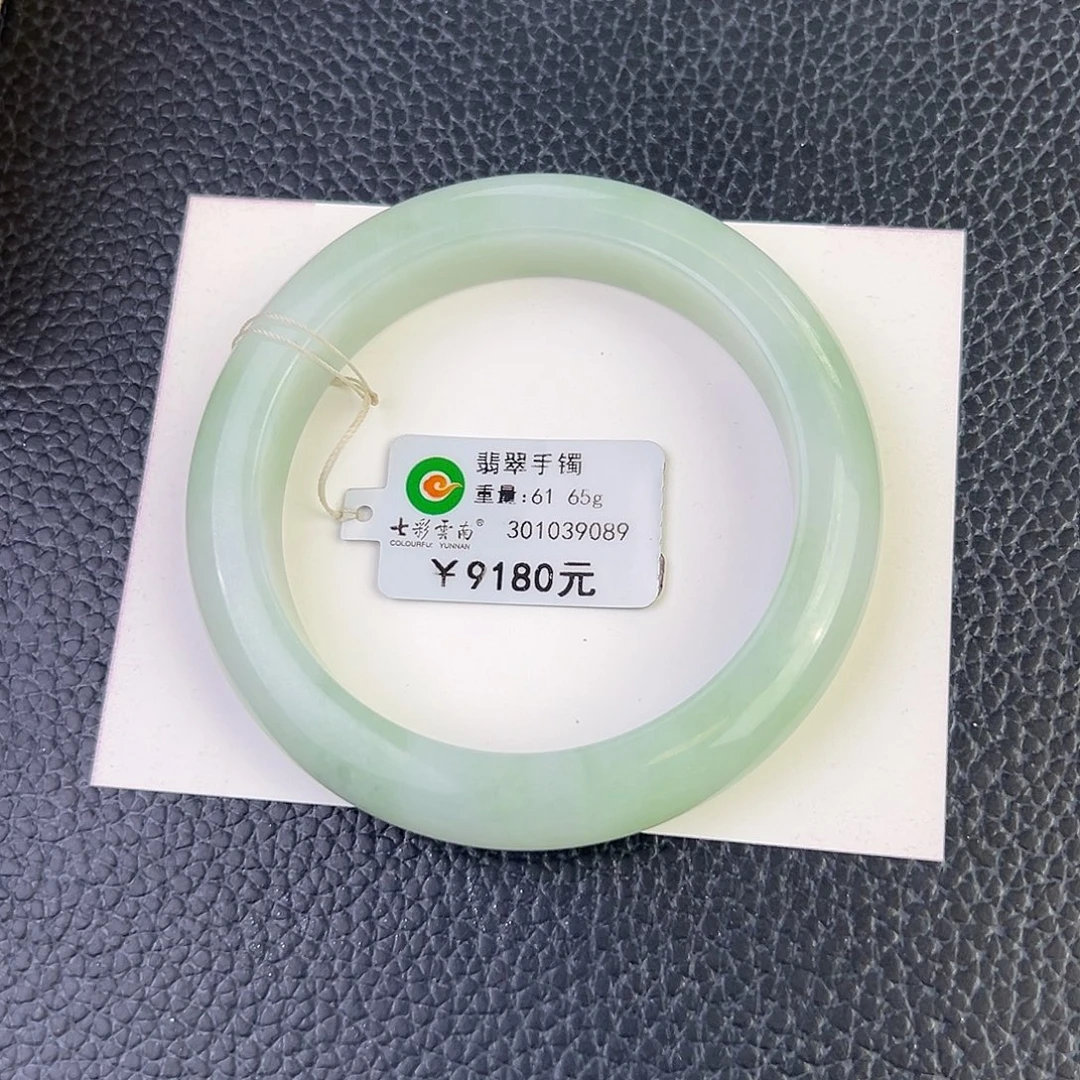 翡翠手镯
重量:61 65g
七彩雲南® 301039089
COLOURFUL YUNNAN
¥9180元